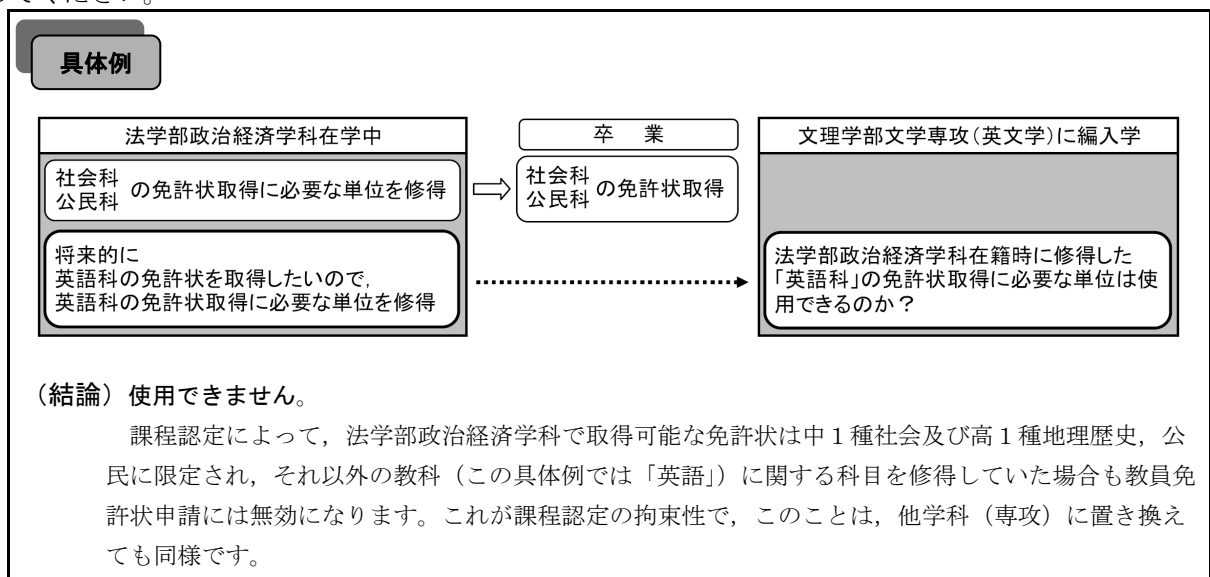 てください。
具体例
法学部政治経済学科在学中
社会科
公民科 の免許状取得に必要な単位を修得
将来的に
英語科の免許状を取得したいので,
英語科の免許状取得に必要な単位を修得
卒 業
社会科
公民科 の免許状取得
文理学部文学専攻(英文学)に編入学
法学部政治経済学科在籍時に修得した
「英語科」の免許状取得に必要な単位は使
用できるのか？
（結論）使用できません。
課程認定によって，法学部政治経済学科で取得可能な免許状は中１種社会及び高１種地理歴史，公
民に限定され，それ以外の教科（この具体例では「英語」）に関する科目を修得していた場合も教員免
許状申請には無効になります。これが課程認定の拘束性で，このことは，他学科（専攻）に置き換え
ても同様です。